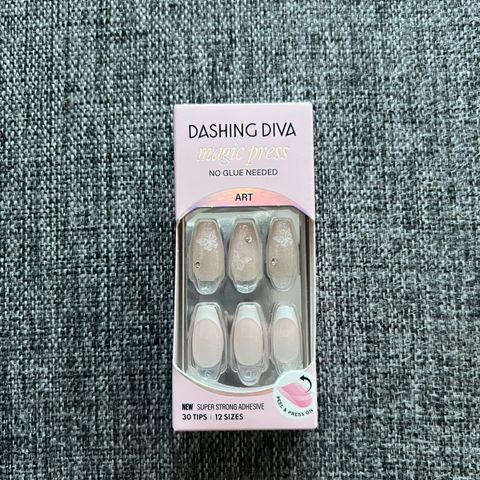 DASHING DIVA
magic press
NO GLUE NEEDED
ART
PEEL & PRESS ON
NEW SUPER STRONG ADHESIVE
30 TIPS | 12 SIZES